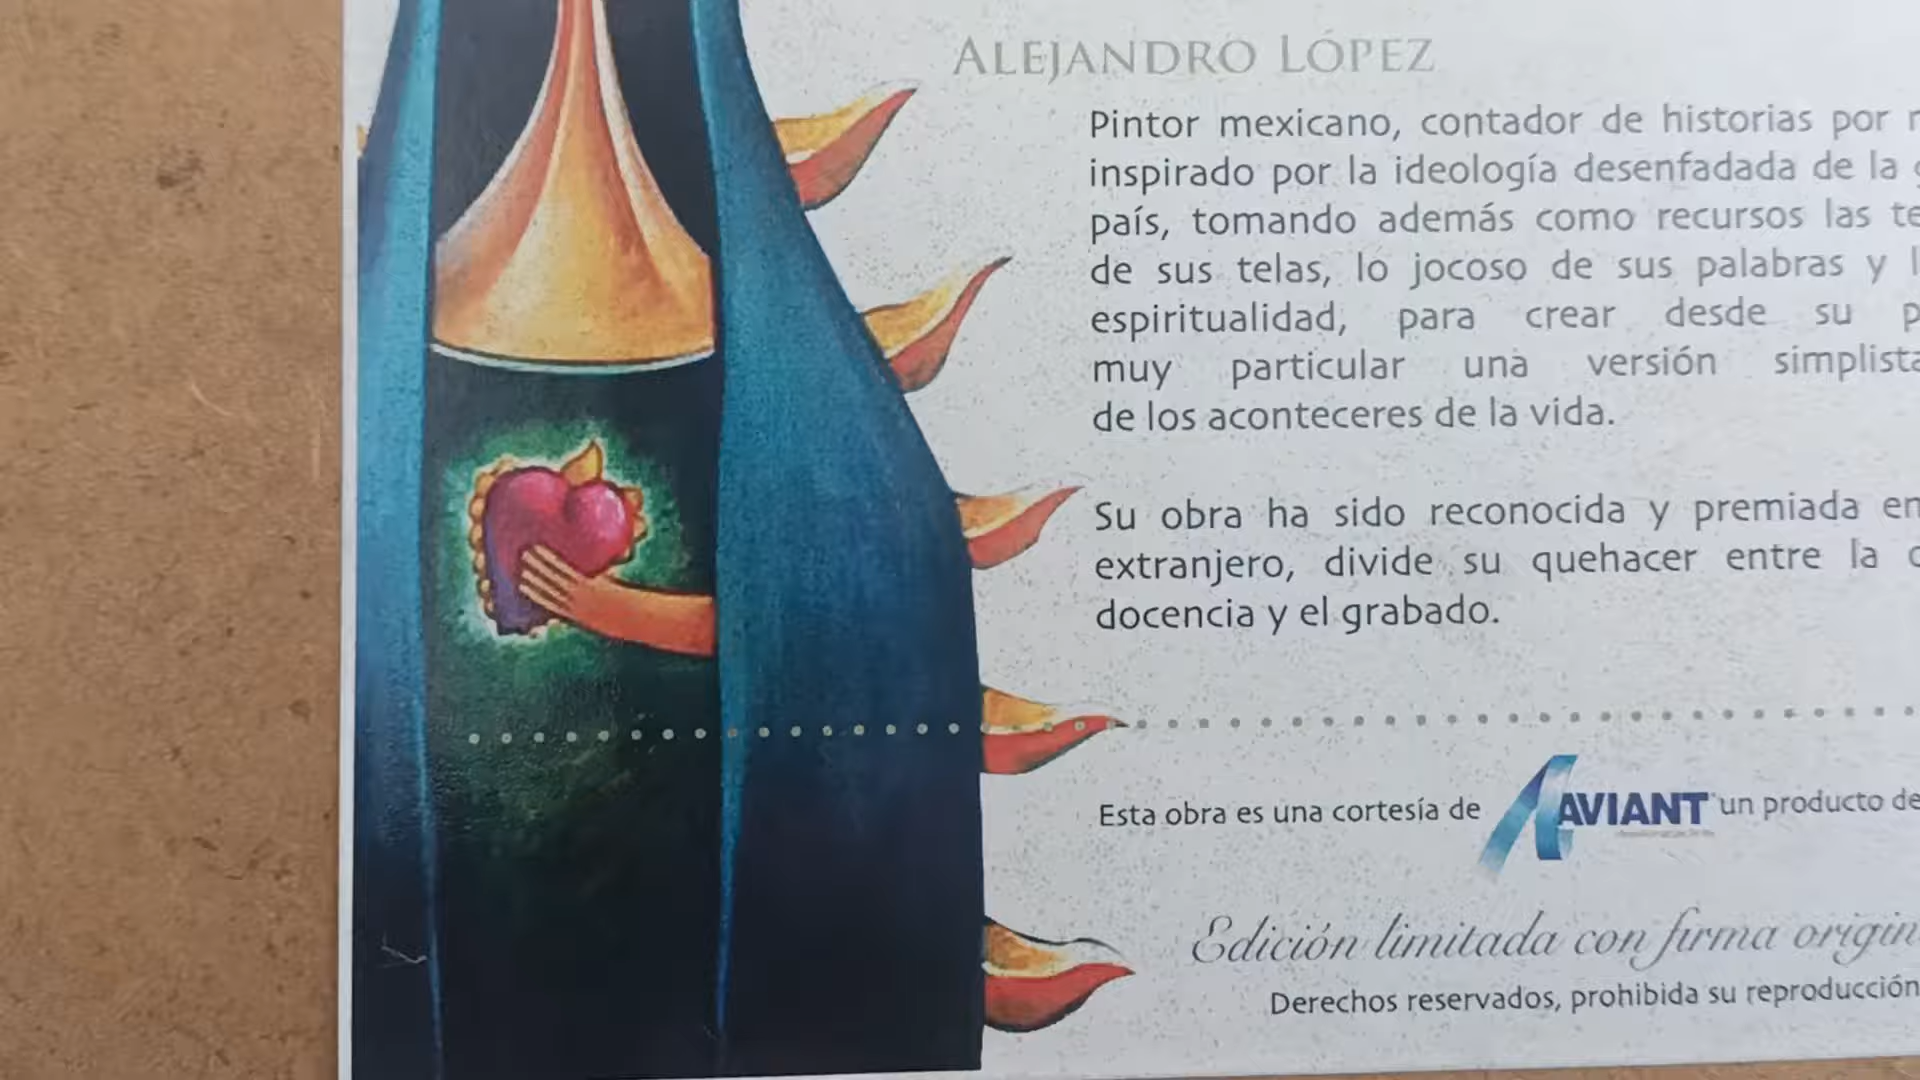 ALEJANDRO LÓPEZ
Pintor mexicano, contador de historias por
inspirado por la ideología desenfadada de la
país, tomando además como recursos las
de sus telas, lo jocoso de sus palabras y
espiritualidad, para crear desde su
muy particular una versión simplista
de los aconteceres de la vida.
Su obra ha sido reconocida y premiada en
extranjero, divide su quehacer entre la
docencia y el grabado.
Esta obra es una cortesía de AVIANT un producto de
Edición limitada con firma
Derechos reservados, prohibida su reproducción